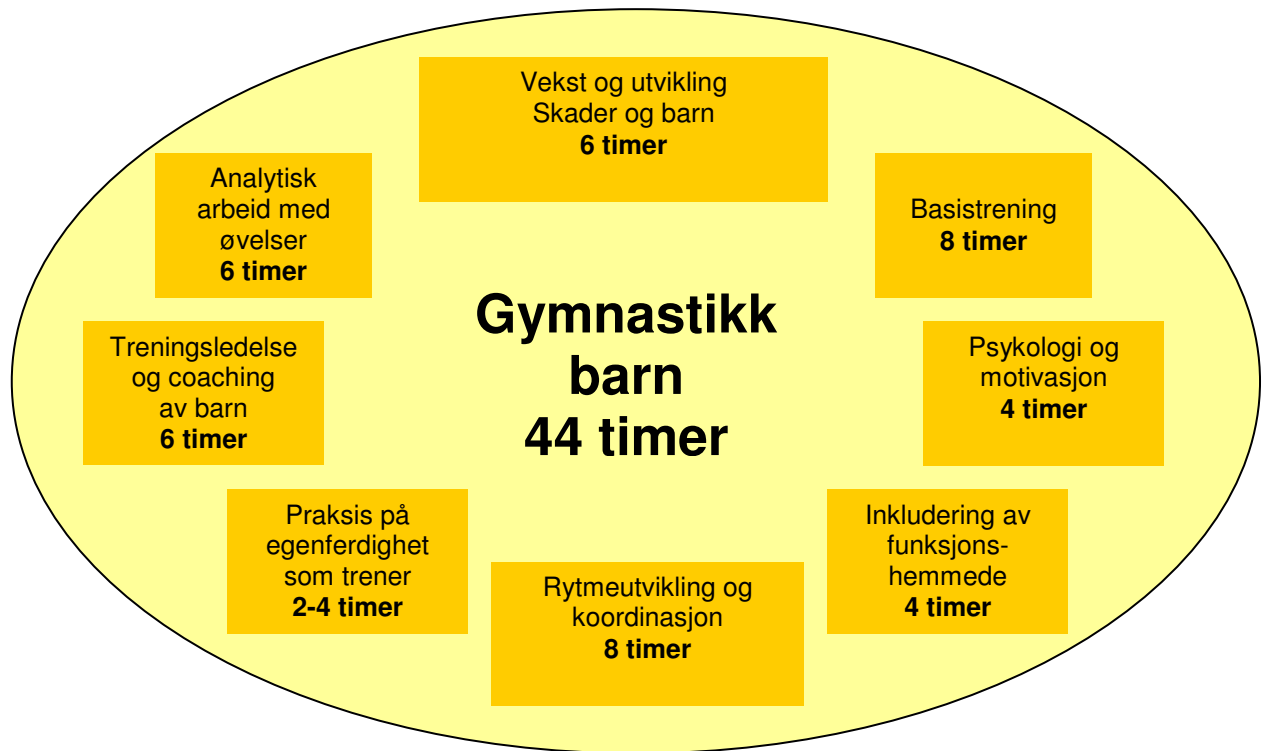 Vekst og utvikling
Skader og barn
6 timer
Analytisk
arbeid med
øvelser
6 timer
Basistrening
8 timer
Gymnastikk
barn
44 timer
Treningsledelse
og coaching
av barn
6 timer
Psykologi og
motivasjon
4 timer
Praksis på
egenferdighet
som trener
2-4 timer
Rytmeutvikling og
koordinasjon
8 timer
Inkludering av
funksjons-
hemmede
4 timer